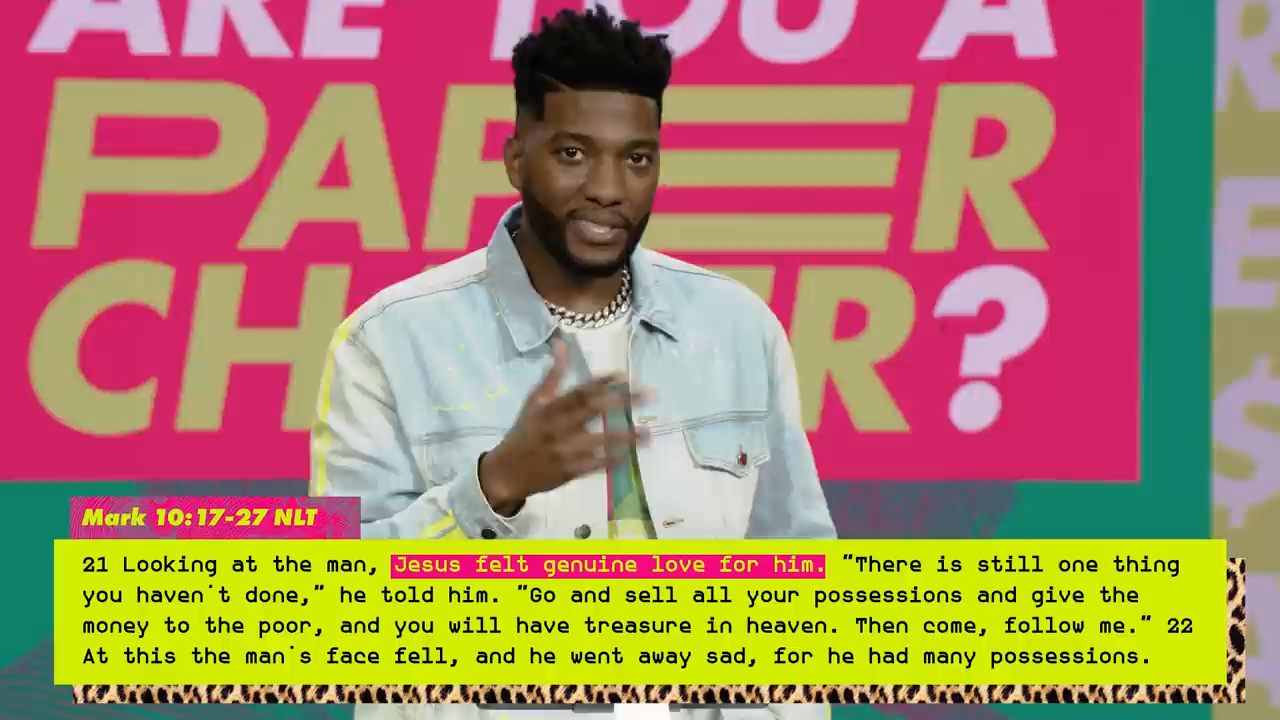 ARE YOU A
PAPER
CHA ER?
R
E
$
Mark 10:17-27 NLT
21 Looking at the man, Jesus felt genuine love for him. "There is still one thing
you haven't done," he told him. "Go and sell all your possessions and give the
money to the poor, and you will have treasure in heaven. Then come, follow me." 22
At this the man's face fell, and he went away sad, for he had many possessions.